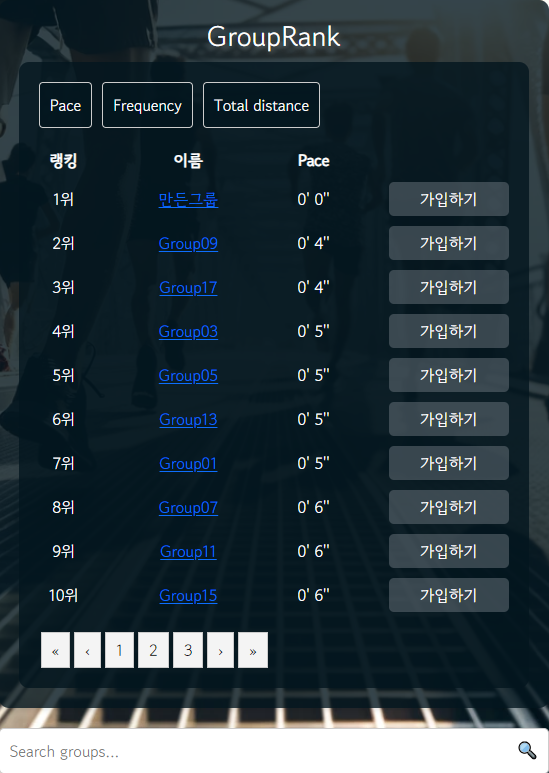 GroupRank
Pace Frequency Total distance
랭킹 이름 Pace
1위 만든그룹 0' 0" 가입하기
2위 Group09 0' 4" 가입하기
3위 Group17 0' 4" 가입하기
4위 Group03 0' 5" 가입하기
5위 Group05 0' 5" 가입하기
6위 Group13 0' 5" 가입하기
7위 Group01 0' 5" 가입하기
8위 Group07 0' 6" 가입하기
9위 Group11 0' 6" 가입하기
10위 Group15 0' 6" 가입하기
« ‹ 1 2 3 › »
Search groups...